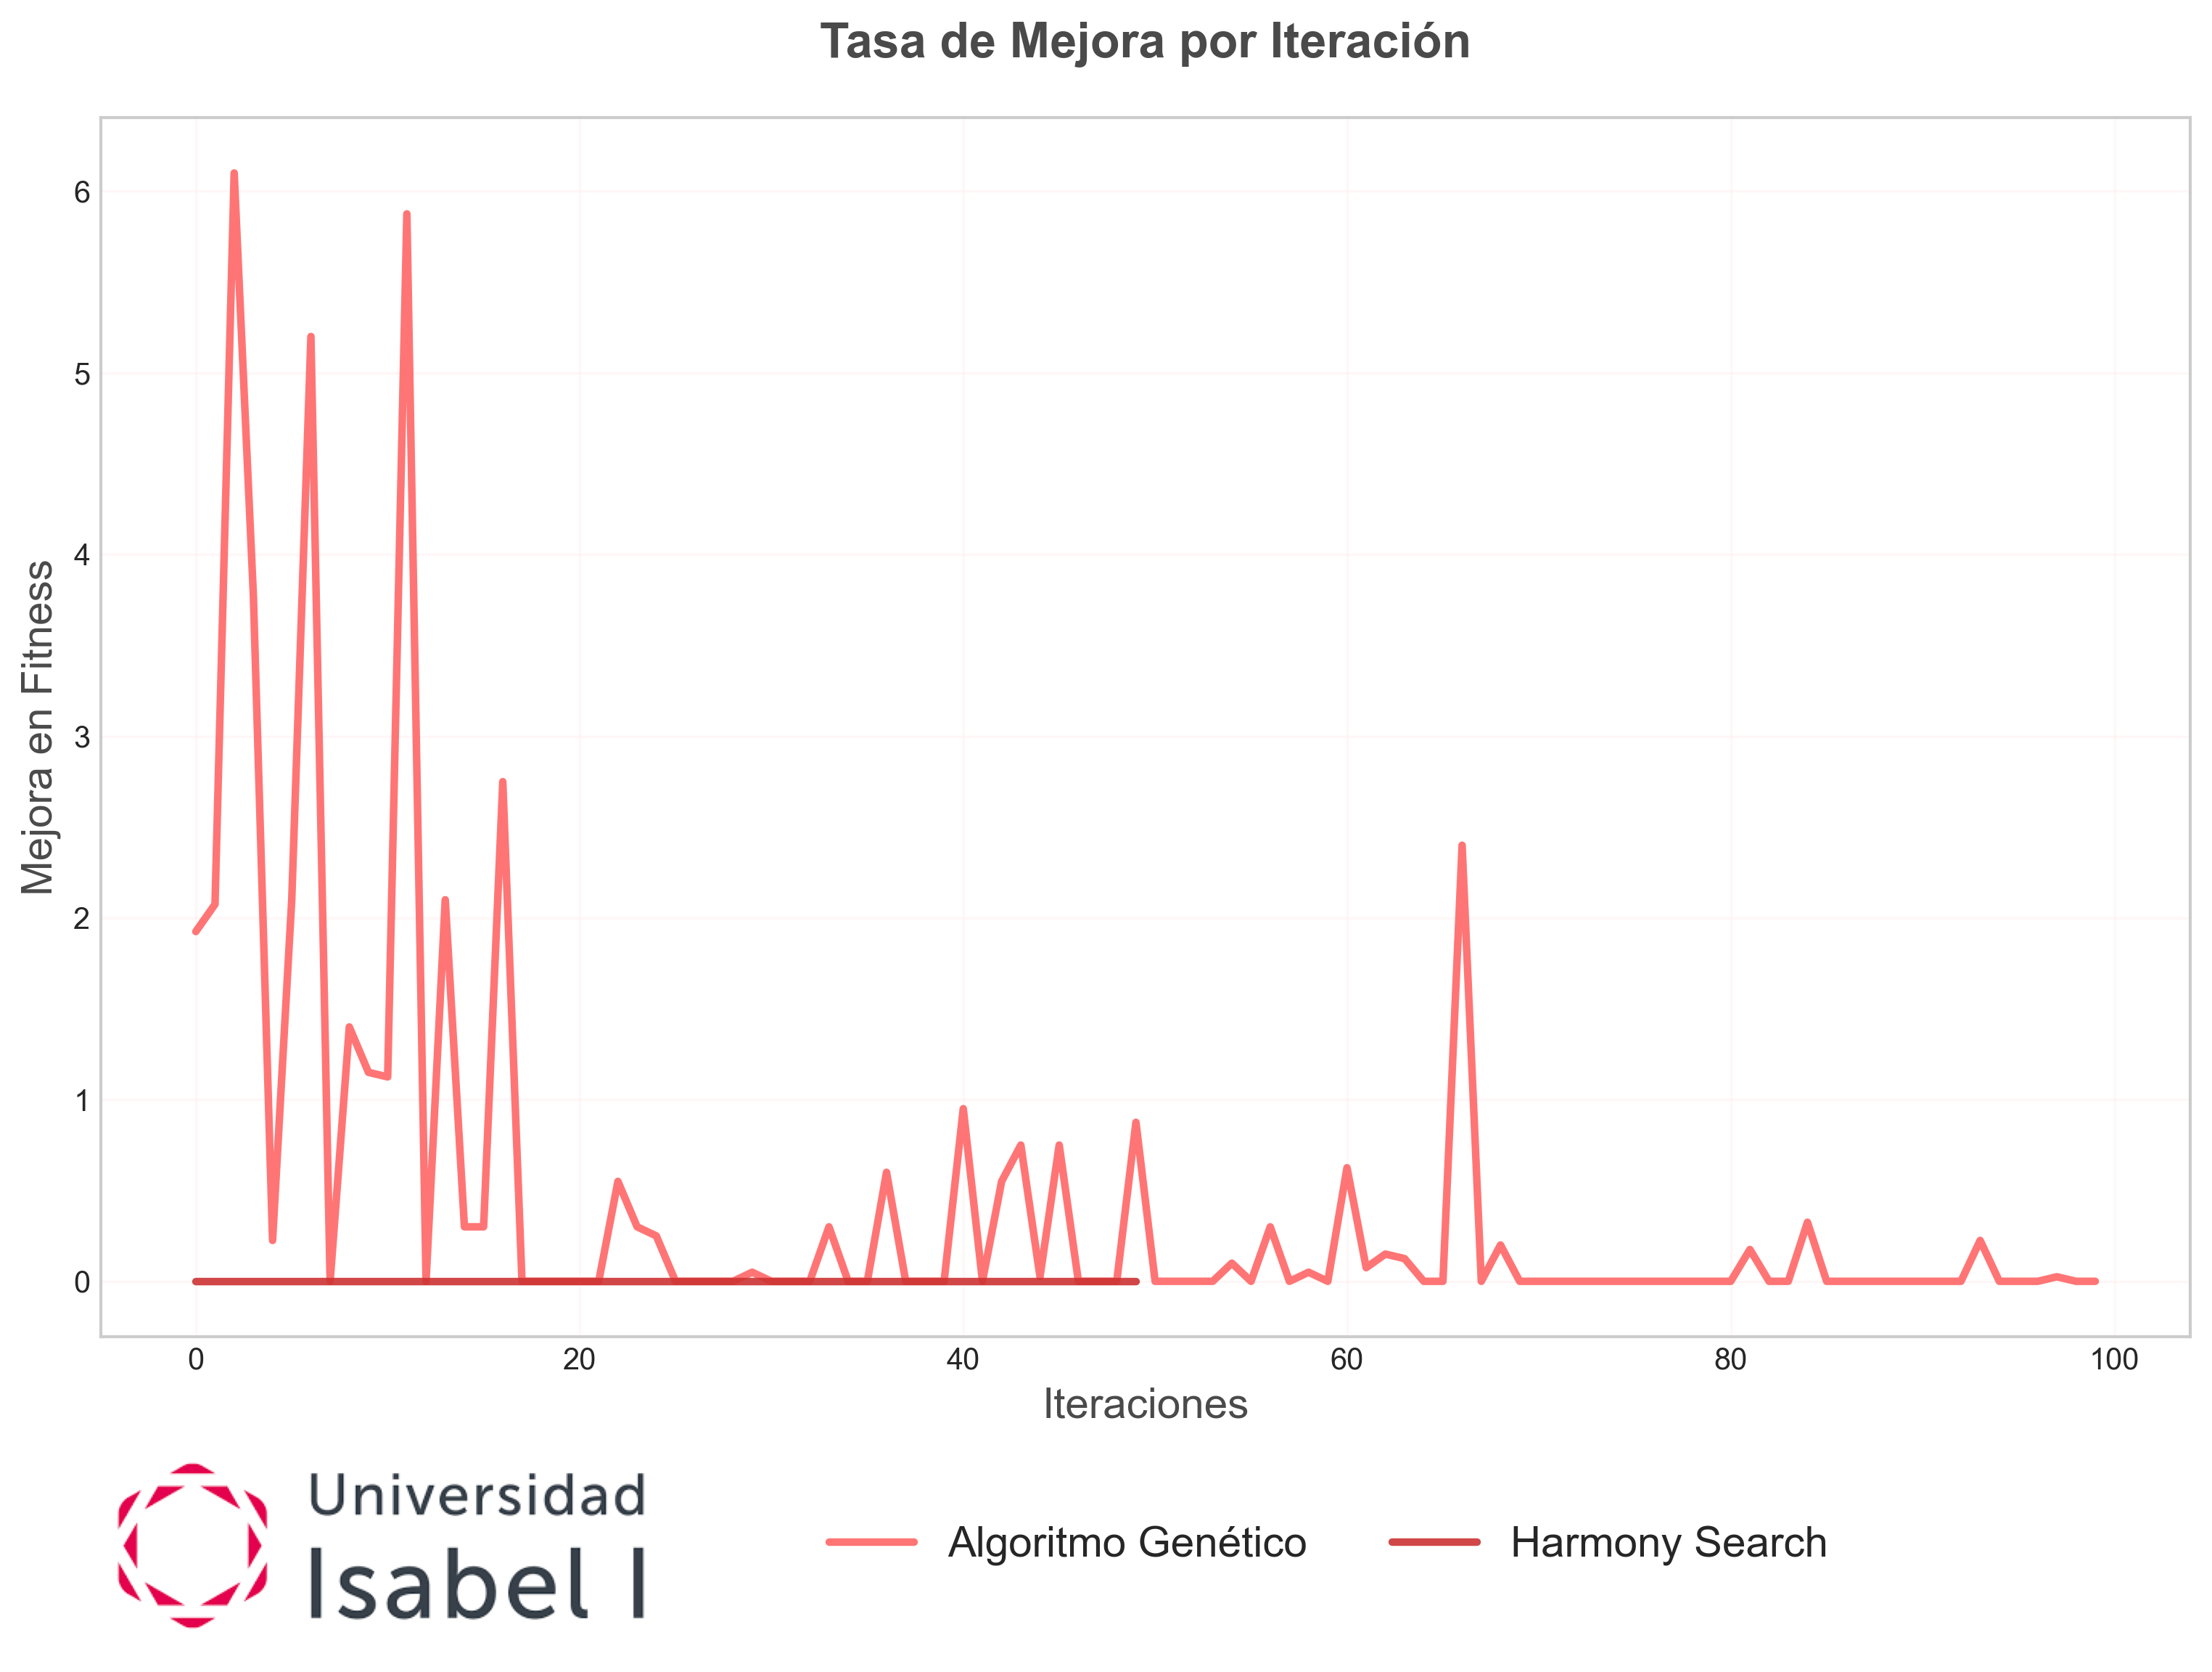 Tasa de Mejora por Iteración
Mejora en Fitness
6
5
4
3
2
1
0
0 20 40 60 80 100
Iteraciones
Universidad
Isabel I
Algoritmo Genético Harmony Search